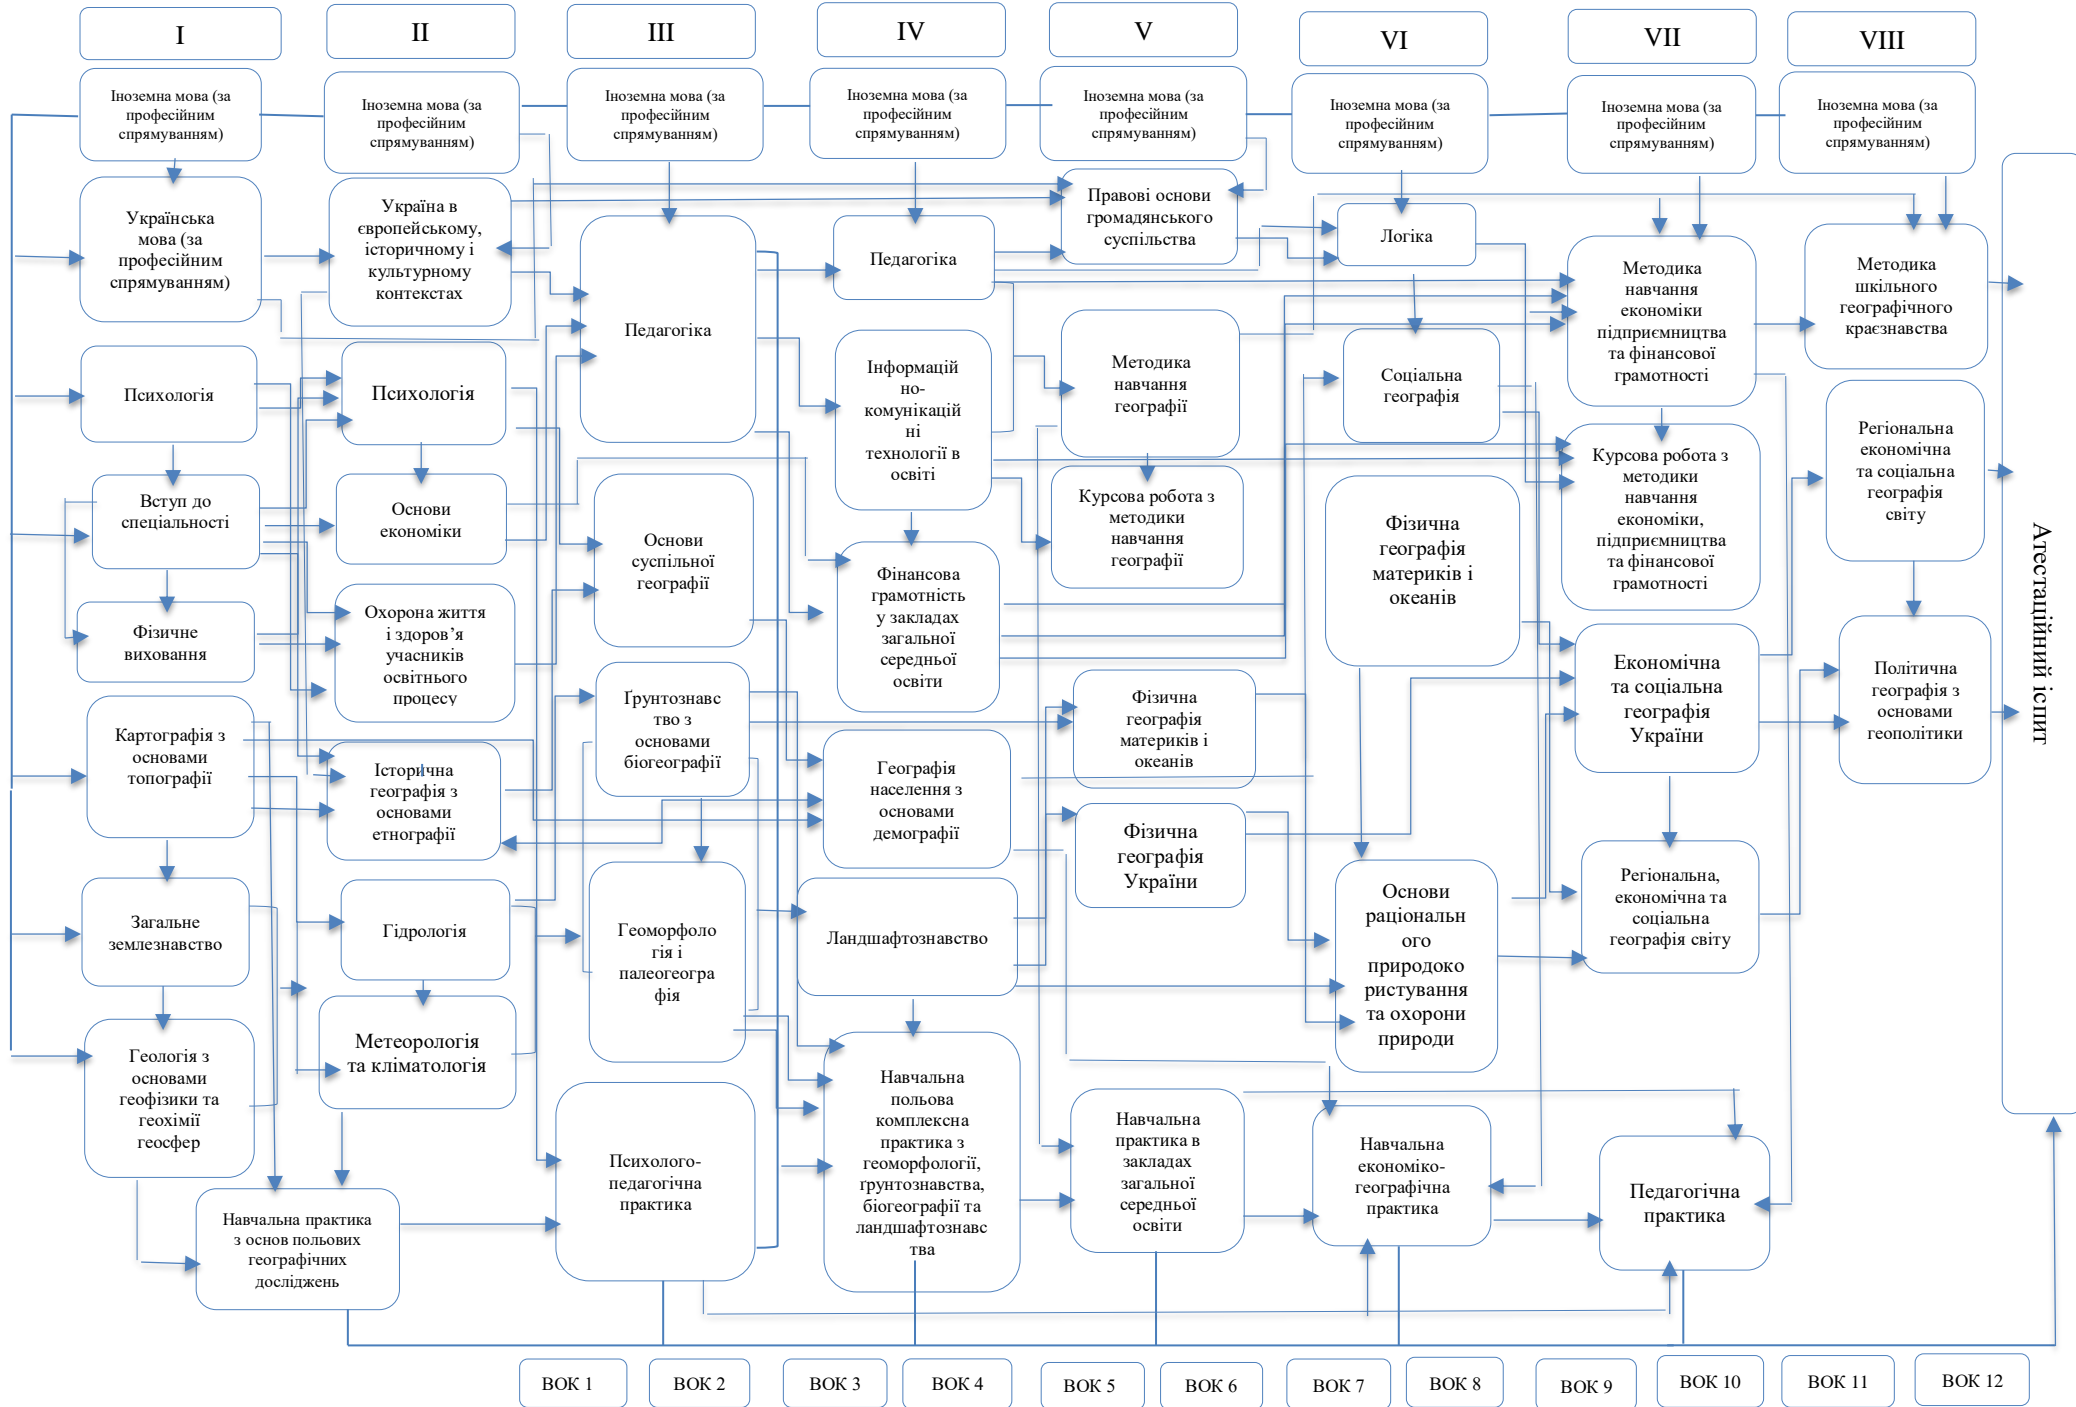 I
II
III
IV
V
VI
VII
VIII
Іноземна мова (за
професійним
спрямуванням)
Іноземна мова (за
професійним
спрямуванням)
Іноземна мова (за
професійним
спрямуванням)
Іноземна мова (за
професійним
спрямуванням)
Іноземна мова (за
професійним
спрямуванням)
Іноземна мова (за
професійним
спрямуванням)
Іноземна мова (за
професійним
спрямуванням)
Іноземна мова (за
професійним
спрямуванням)
Українська
мова (за
професійним
спрямуванням)
Україна в
європейському,
історичному і
культурному
контекстах
Педагогіка
Педагогіка
Правові основи
громадянського
суспільства
Логіка
Методика
навчання
економіки
підприємництва
та фінансової
грамотності
Методика
шкільного
географічного
краєзнавства
Психологія
Психологія
Інформацій
но-
комунікацій
ні
технології в
освіті
Методика
навчання
географії
Соціальна
географія
Курсова робота з
методики
навчання
економіки,
підприємництва
та фінансової
грамотності
Регіональна
економічна
та соціальна
географія
світу
Вступ до
спеціальності
Основи
економіки
Основи
суспільної
географії
Фінансова
грамотність
у закладах
загальної
середньої
освіти
Курсова робота з
методики
навчання
географії
Фізична
географія
материків і
океанів
Атестаційний іспит
Фізичне
виховання
Охорона життя
і здоров’я
учасників
освітнього
процесу
Ґрунтознавс
тво з
основами
біогеографії
Фізична
географія
материків і
океанів
Економічна
та соціальна
географія
України
Політична
географія з
основами
геополітики
Картографія з
основами
топографії
Історична
географія з
основами
етнографії
Географія
населення з
основами
демографії
Фізична
географія
України
Загальне
землезнавство
Гідрологія
Геоморфоло
гія і
палеогеогра
фія
Ландшафтознавство
Основи
раціональн
ого
природоко
ристування
та охорони
природи
Регіональна,
економічна та
соціальна
географія світу
Геологія з
основами
геофізики та
геохімії
геосфер
Метеорологія
та кліматологія
Психолого-
педагогічна
практика
Навчальна
польова
комплексна
практика з
геоморфології,
ґрунтознавства,
біогеографії та
ландшафтознавс
тва
Навчальна
практика в
закладах
загальної
середньої
освіти
Навчальна
економіко-
географічна
практика
Педагогічна
практика
Навчальна практика
з основ польових
географічних
досліджень
ВОК 1
ВОК 2
ВОК 3
ВОК 4
ВОК 5
ВОК 6
ВОК 7
ВОК 8
ВОК 9
ВОК 10
ВОК 11
ВОК 12